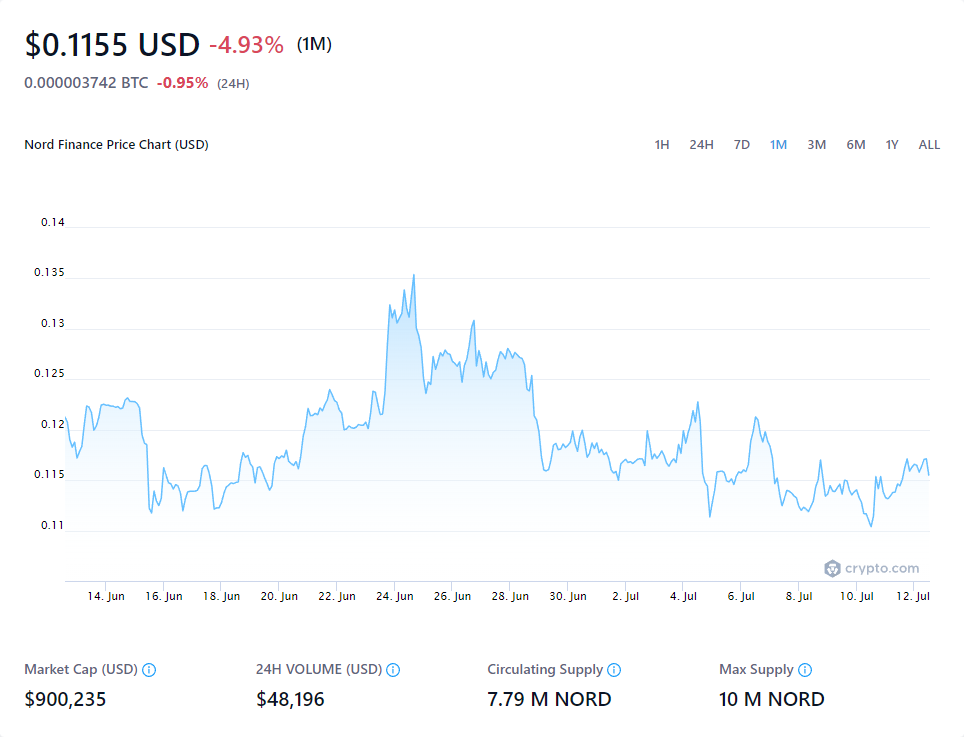 $0.1155 USD -4.93% (1M)
0.000003742 BTC -0.95% (24H)
Nord Finance Price Chart (USD) 1H 24H 7D 1M 3M 6M 1Y ALL
0.14
0.135
0.13
0.125
0.12
0.115
0.11
crypto.com
14. Jun 16. Jun 18. Jun 20. Jun 22. Jun 24. Jun 26. Jun 28. Jun 30. Jun 2. Jul 4. Jul 6. Jul 8. Jul 10. Jul 12. Jul
Market Cap (USD) 24H VOLUME (USD) Circulating Supply Max Supply
$900,235 $48,196 7.79 M NORD 10 M NORD